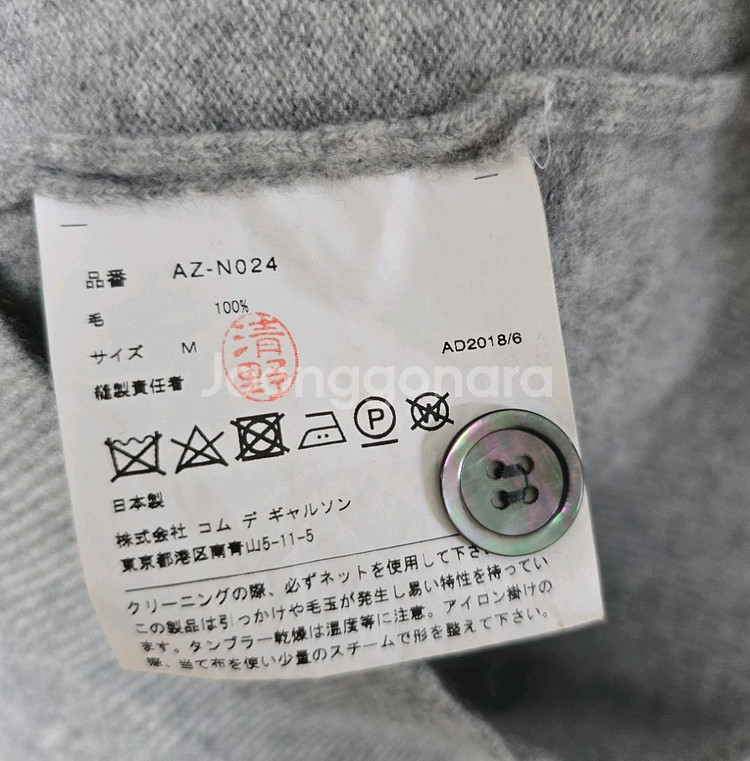 品番 AZ-N024
毛 100%
サイズ M
AD2018/6
縫製責任者
清野
Joonggonara
P
W
日本製
株式会社 コム デ ギャルソン
東京都港区南青山5-11-5
クリーニングの際、必ずネットを使用して下さ
この製品は引っかけや毛玉が発生し易い特性を持ってい
ます。タンブラー乾燥は温度等に注意。アイロン掛けの
際、当て布を使い少量のスチームで形を整えて下さい。